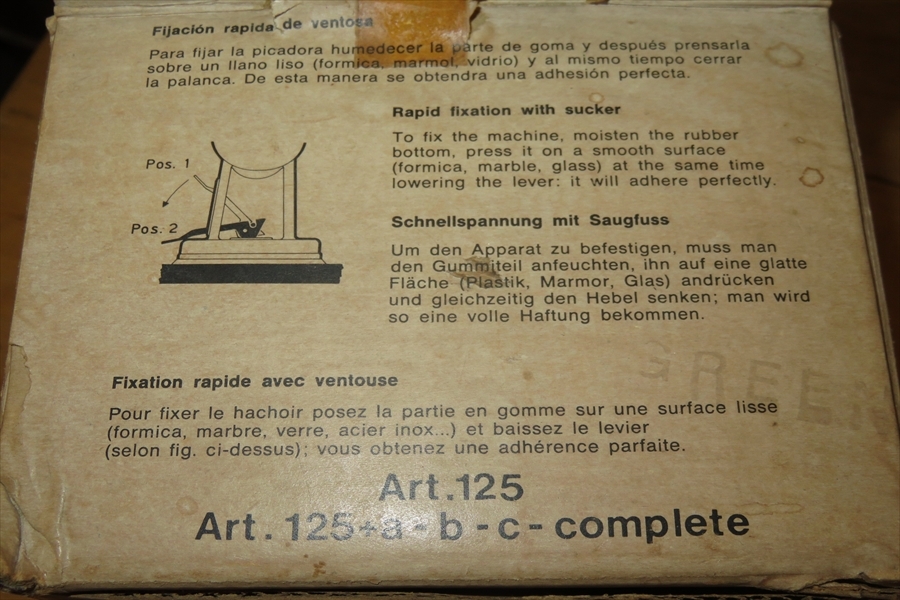 Fijación rapida de ventosa
Para fijar la picadora humedecer la parte de goma y después prensarla
sobre un llano liso (formica, marmol, vidrio) y al mismo tiempo cerrar
la palanca. De esta manera se obtendra una adhesión perfecta.
Rapid fixation with sucker
To fix the machine, moisten the rubber
bottom, press it on a smooth surface
(formica, marble, glass) at the same time
lowering the lever: it will adhere perfectly.
Pos. 1
Pos. 2
Schnellspannung mit Saugfuss
Um den Apparat zu befestigen, muss man
den Gummiteil anfeuchten, ihn auf eine glatte
Fläche (Plastik, Marmor, Glas) andrücken
und gleichzeitig den Hebel senken; man wird
so eine volle Haftung bekommen.
Fixation rapide avec ventouse
Pour fixer le hachoir posez la partie en gomme sur une surface lisse
(formica, marbre, verre, acier inox...) et baissez le levier
(selon fig. ci-dessus); vous obtenez une adhérence parfaite.
Art.125
Art. 125+a-b-c-complete